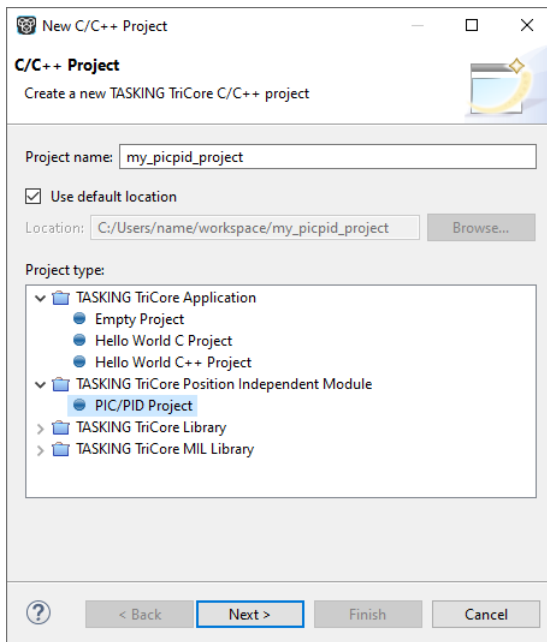 New C/C++ Project
C/C++ Project
Create a new TASKING TriCore C/C++ project
Project name: my_picpid_project
Use default location
Location: C:/Users/name/workspace/my_picpid_project Browse...
Project type:
TASKING TriCore Application
Empty Project
Hello World C Project
Hello World C++ Project
TASKING TriCore Position Independent Module
PIC/PID Project
TASKING TriCore Library
TASKING TriCore MIL Library
? < Back Next > Finish Cancel